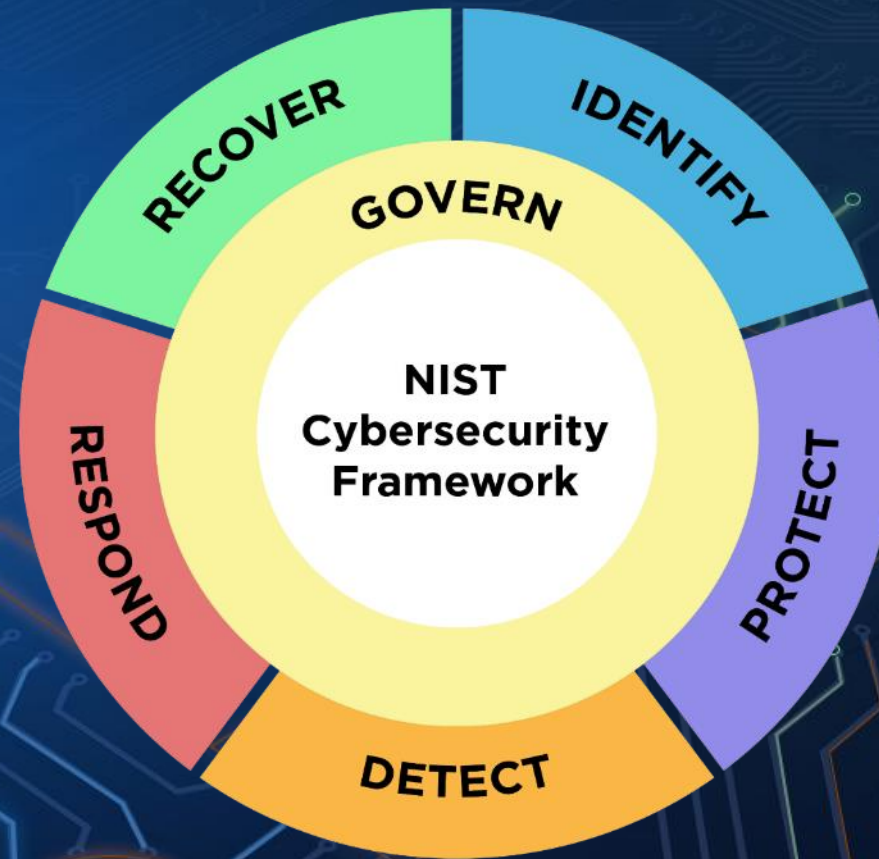 RECOVER
IDENTIFY
GOVERN
NIST
Cybersecurity
Framework
RESPOND
PROTECT
DETECT